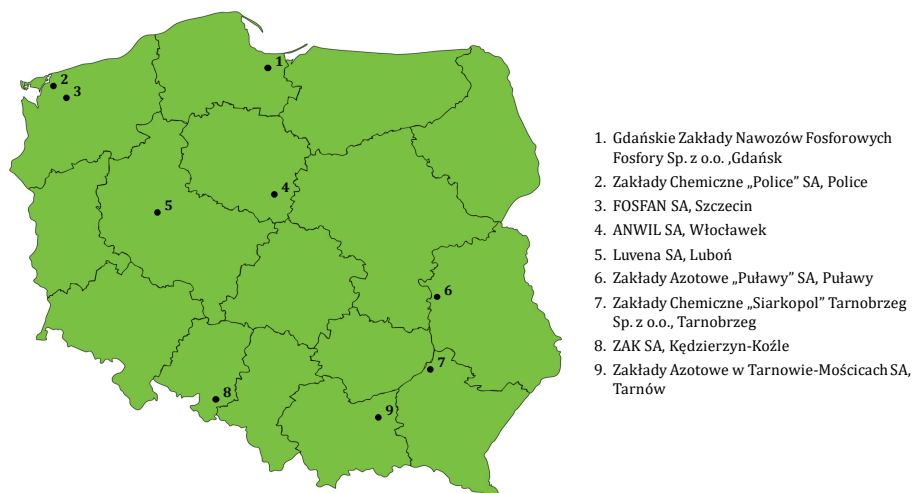 1
2
3
4
5
6
7
8
9
1. Gdańskie Zakłady Nawozów Fosforowych
Fosfory Sp. z o.o. ,Gdańsk
2. Zakłady Chemiczne „Police” SA, Police
3. FOSFAN SA, Szczecin
4. ANWIL SA, Włocławek
5. Luvena SA, Luboń
6. Zakłady Azotowe „Puławy” SA, Puławy
7. Zakłady Chemiczne „Siarkopol” Tarnobrzeg
Sp. z o.o., Tarnobrzeg
8. ZAK SA, Kędzierzyn-Koźle
9. Zakłady Azotowe w Tarnowie-Mościcach SA,
Tarnów